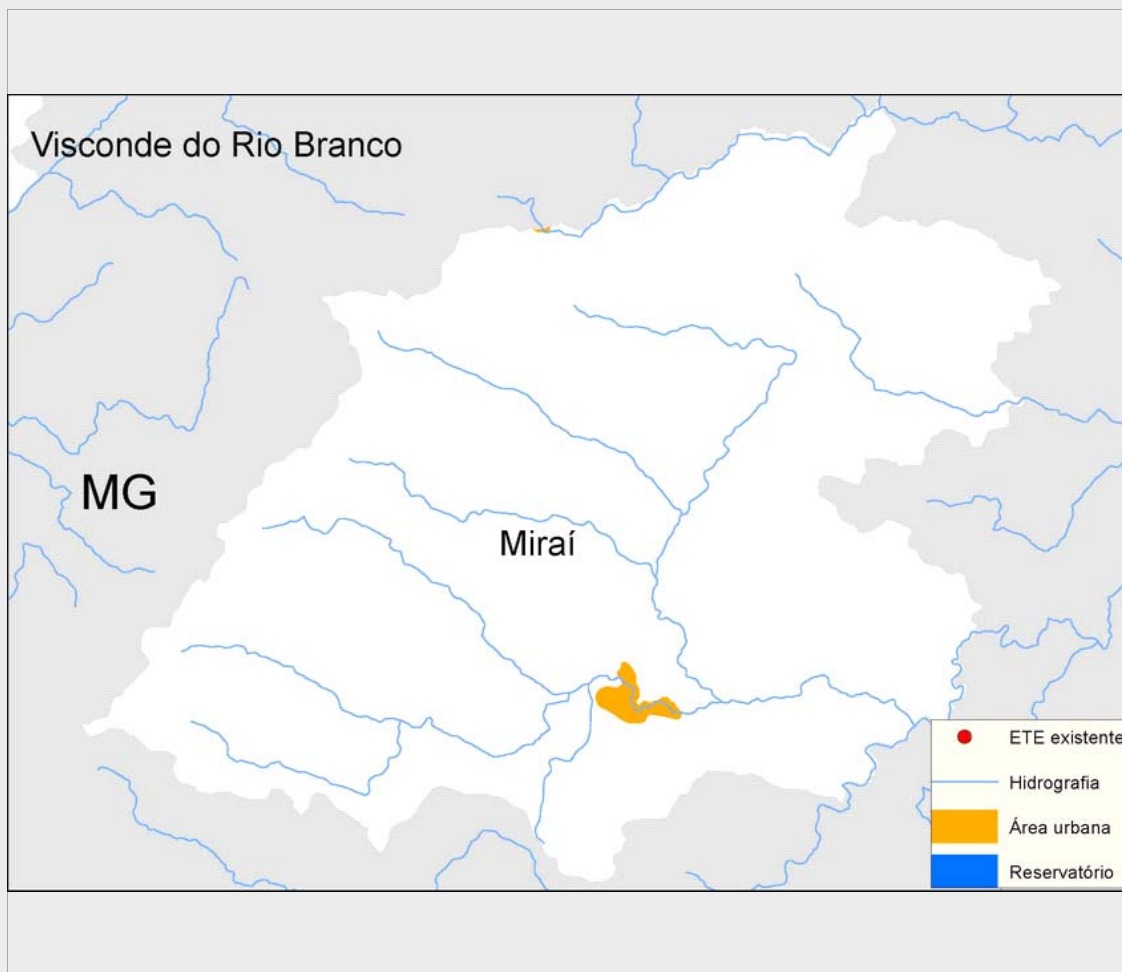 Visconde do Rio Branco
MG
Miraí
ETE existente
Hidrografia
Área urbana
Reservatório